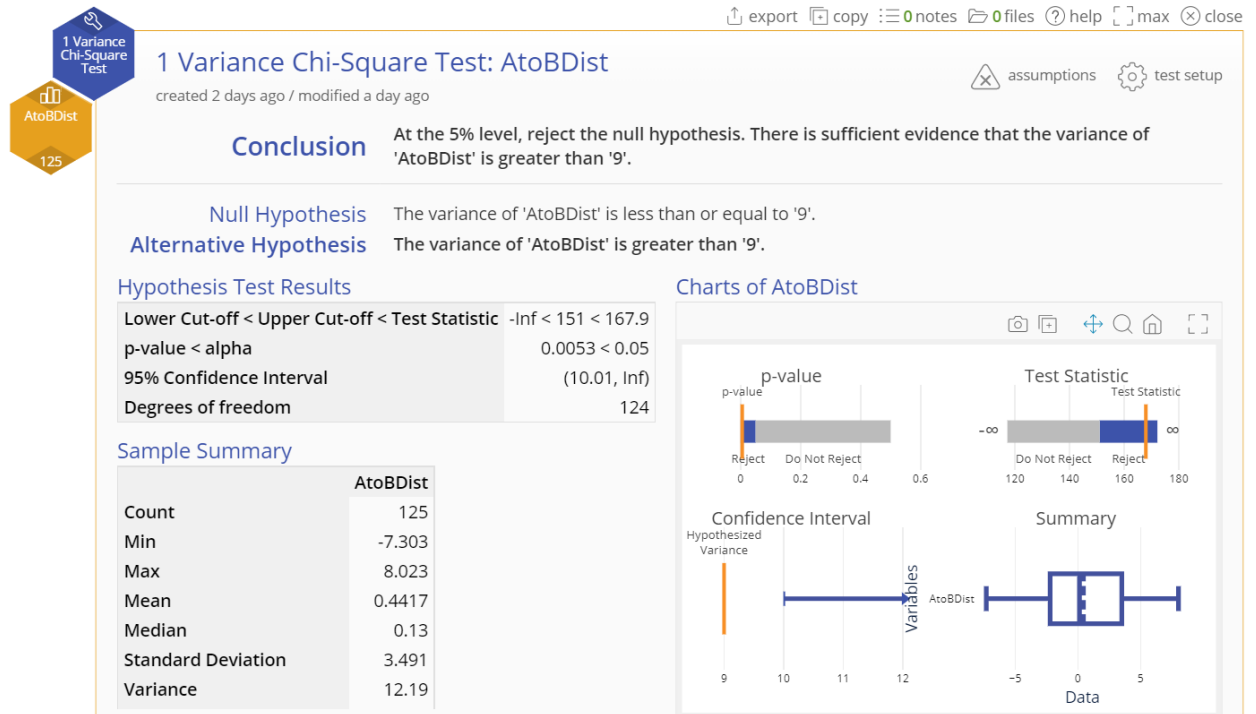 export copy 0 notes 0 files help max close
1 Variance
Chi-Square
Test
1 Variance Chi-Square Test: AtoBDist
assumptions test setup
created 2 days ago / modified a day ago
AtoBDist
125
Conclusion
At the 5% level, reject the null hypothesis. There is sufficient evidence that the variance of
'AtoBDist' is greater than '9'.
Null Hypothesis The variance of 'AtoBDist' is less than or equal to '9'.
Alternative Hypothesis The variance of 'AtoBDist' is greater than '9'.
Hypothesis Test Results
Lower Cut-off < Upper Cut-off < Test Statistic -Inf < 151 < 167.9
p-value < alpha 0.0053 < 0.05
95% Confidence Interval (10.01, Inf)
Degrees of freedom 124
Sample Summary
AtoBDist
Count 125
Min -7.303
Max 8.023
Mean 0.4417
Median 0.13
Standard Deviation 3.491
Variance 12.19
Charts of AtoBDist
p-value
p-value
Reject Do Not Reject
0 0.2 0.4 0.6
Test Statistic
Test Statistic
-∞ ∞
Do Not Reject Reject
120 140 160 180
Confidence Interval
Hypothesized
Variance
9 10 11 12
Summary
Variables
AtoBDist
−5 0 5
Data